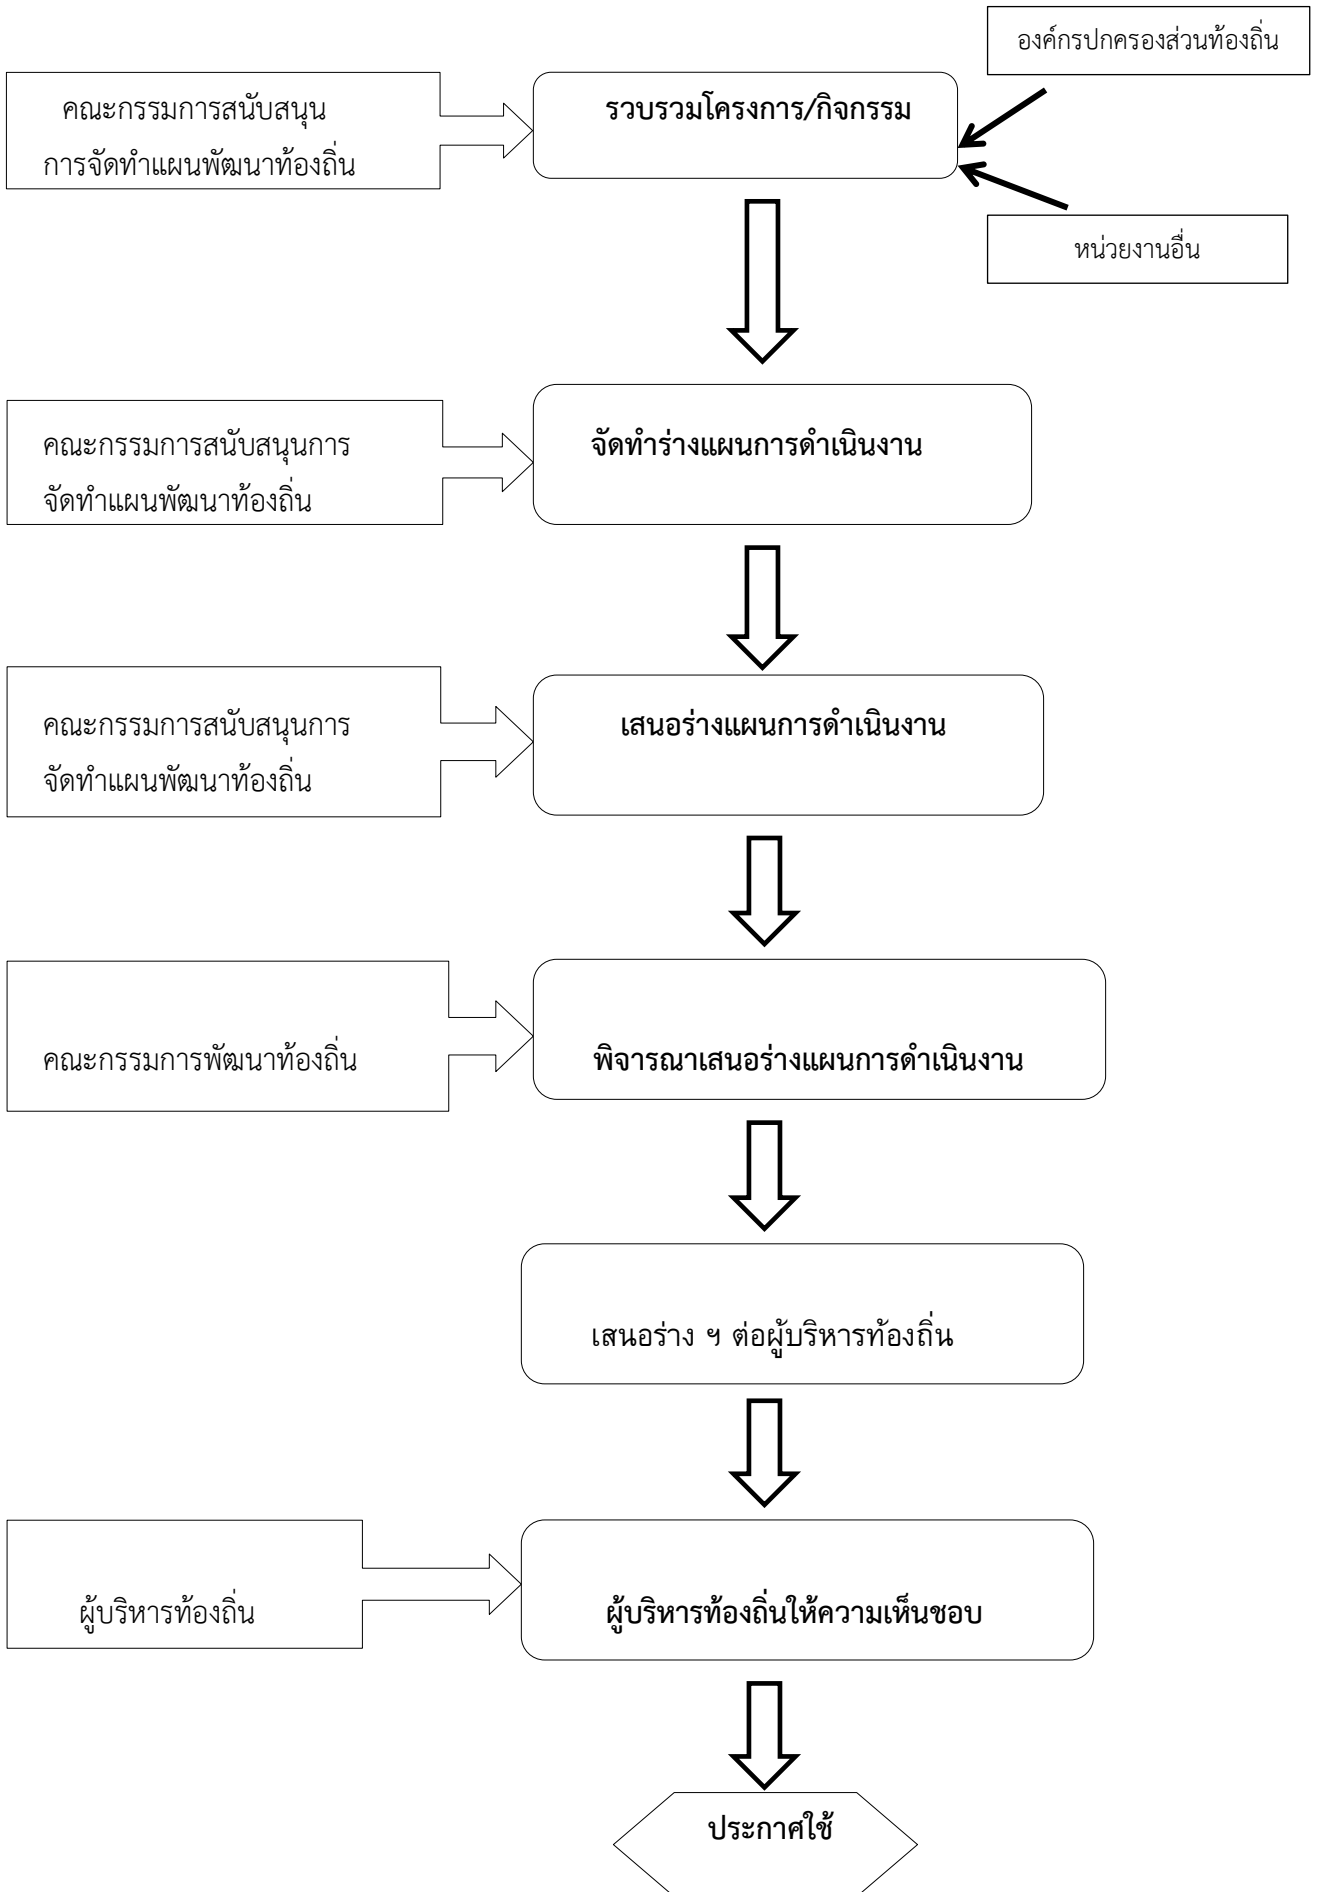 องค์กรปกครองส่วนท้องถิ่น
คณะกรรมการสนับสนุน
การจัดทำแผนพัฒนาท้องถิ่น
รวบรวมโครงการ/กิจกรรม
หน่วยงานอื่น
คณะกรรมการสนับสนุนการ
จัดทำแผนพัฒนาท้องถิ่น
จัดทำร่างแผนการดำเนินงาน
คณะกรรมการสนับสนุนการ
จัดทำแผนพัฒนาท้องถิ่น
เสนอร่างแผนการดำเนินงาน
คณะกรรมการพัฒนาท้องถิ่น
พิจารณาเสนอร่างแผนการดำเนินงาน
เสนอร่าง ฯ ต่อผู้บริหารท้องถิ่น
ผู้บริหารท้องถิ่น
ผู้บริหารท้องถิ่นให้ความเห็นชอบ
ประกาศใช้